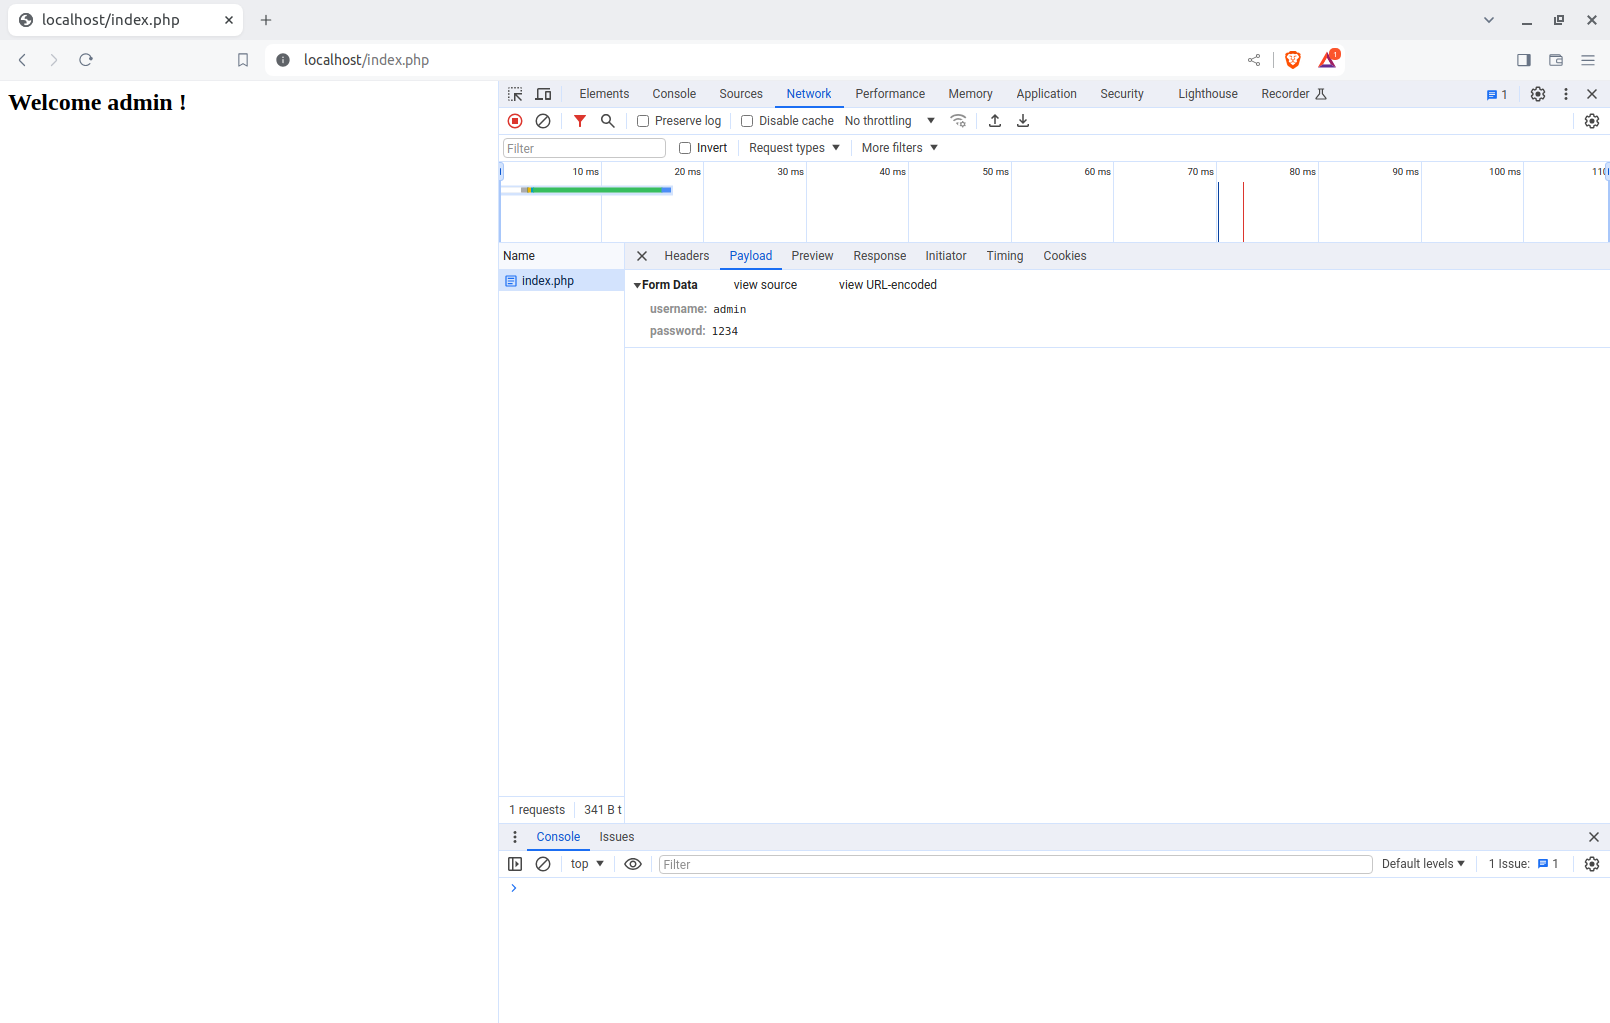 localhost/index.php
localhost/index.php
1
Welcome admin !
Elements Console Sources Network Performance Memory Application Security Lighthouse Recorder 1
Preserve log Disable cache No throttling
Filter Invert Request types More filters
10 ms 20 ms 30 ms 40 ms 50 ms 60 ms 70 ms 80 ms 90 ms 100 ms 110
Name Headers Payload Preview Response Initiator Timing Cookies
index.php Form Data view source view URL-encoded
username: admin
password: 1234
1 requests 341 B t
Console Issues
top Filter Default levels 1 Issue: 1